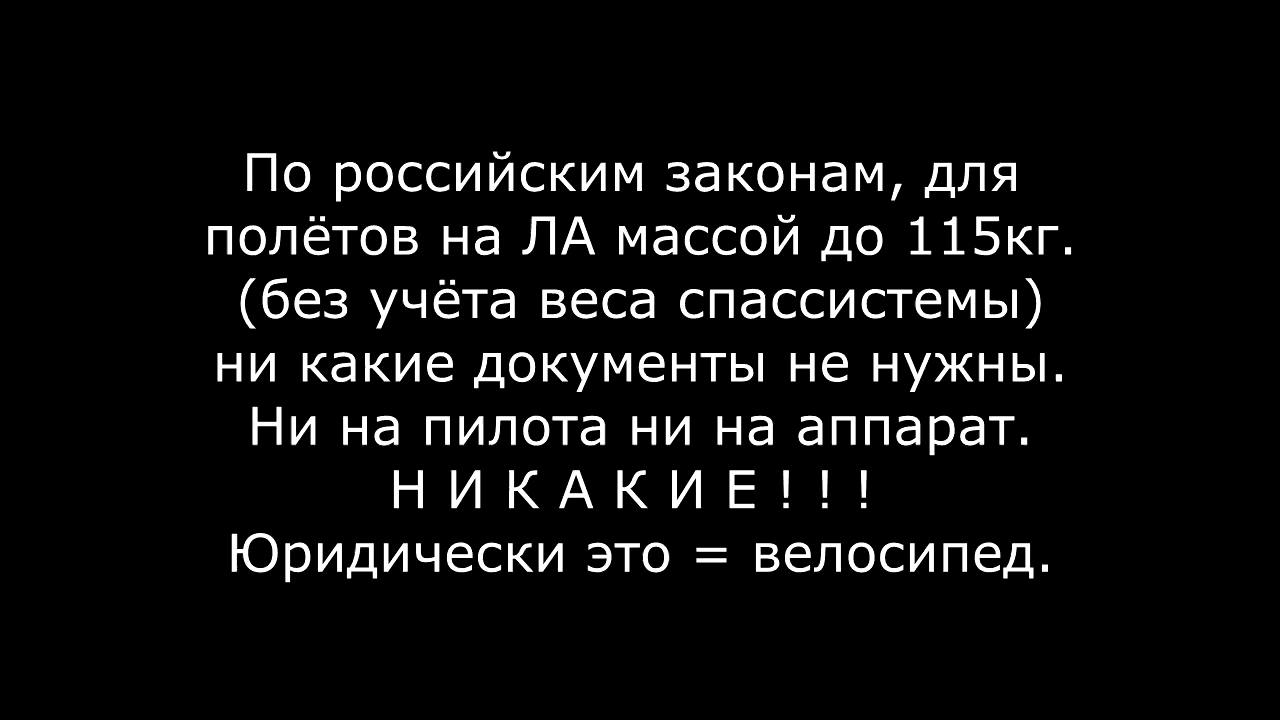 По российским законам, для
полётов на ЛА массой до 115кг.
(без учёта веса спассистемы)
ни какие документы не нужны.
Ни на пилота ни на аппарат.
Н И К А К И Е ! ! !
Юридически это = велосипед.